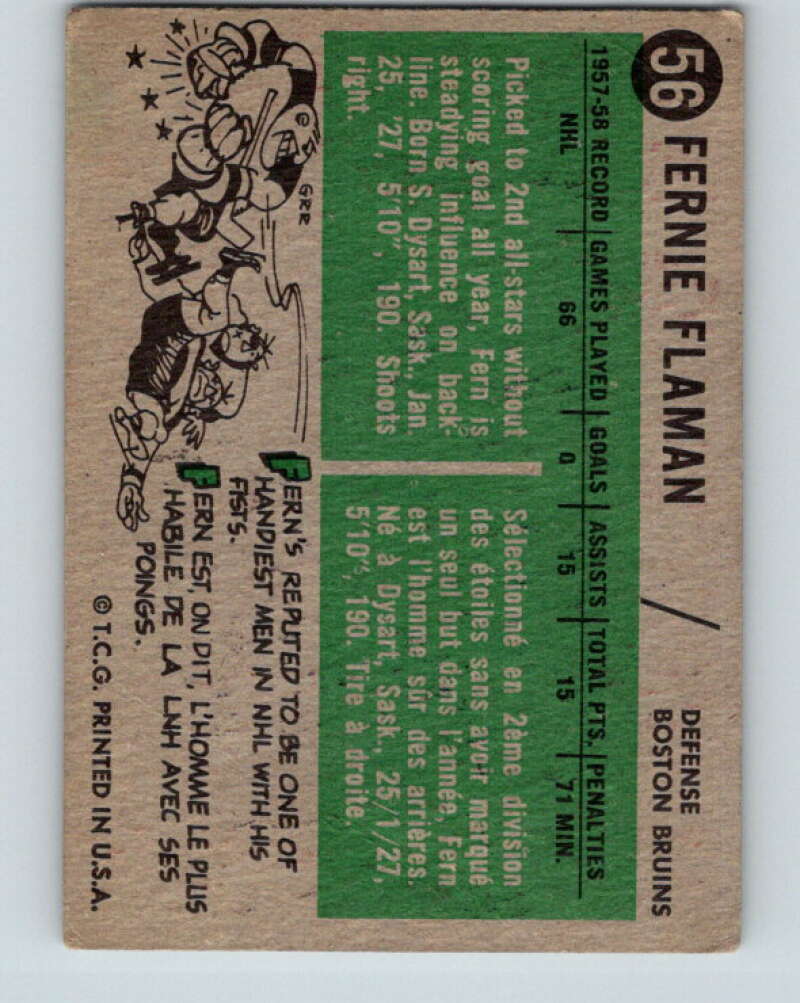 56 FERNIE FLAMAN / DEFENSE
BOSTON BRUINS
1957-58 RECORD | GAMES PLAYED | GOALS | ASSISTS | TOTAL PTS. | PENALTIES
NHL 66 0 15 15 71 MIN.
Picked to 2nd all-stars without
scoring goal all year, Fern is
steadying influence on back-
line. Born S. Dysart, Sask., Jan.
25, '27, 5'10", 190. Shoots
right.
Sélectionné en 2ème division
des étoiles sans avoir marqué
un seul but dans l'année, Fern
est l'homme sûr des arrières.
Né à Dysart, Sask., 25/1/27,
5'10", 190. Tire à droite.
GRR
FERN'S REPUTED TO BE ONE OF
HANDIEST MEN IN NHL WITH HIS
FISTS.
FERN EST, ON DIT, L'HOMME LE PLUS
HABILE DE LA LNH AVEC SES
POINGS.
© T.C.G. PRINTED IN U.S.A.